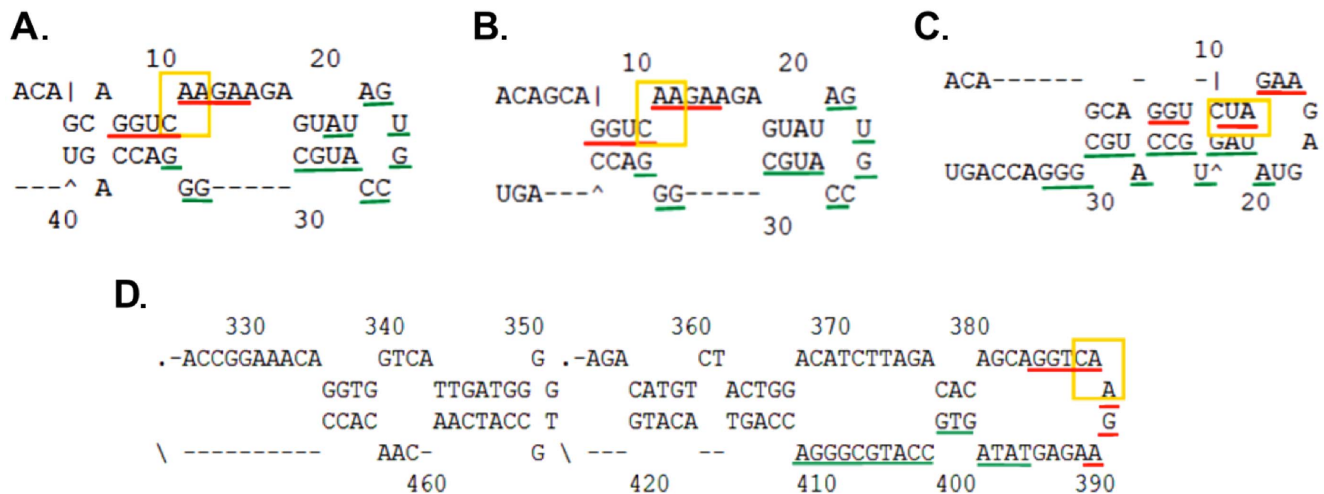 A.
10 20
ACA| A AAGAAGA AG
GC GGUC GUAU U
UG CCAG CGUA G
---^ A GG----- CC
40 30
B.
10 20
ACAGCA| AAGAAGA AG
GGUC GUAU U
CCAG CGUA G
UGA---^ GG----- CC
30
C.
10
ACA------ - -| GAA
GCA GGU CUA G
CGU CCG GAU A
UGACCAGGG A U^ AUG
30 20
D.
330 340 350 360 370 380
.-ACCGGAAACA GTCA G .-AGA CT ACATCTTAGA AGCAGGTCA
GGTG TTGATGG G CATGT ACTGG CAC A
CCAC AACTACC T GTACA TGACC GTG G
\ ---------- AAC- G \ --- -- AGGGCGTACC ATATGAGAA
460 420 410 400 390